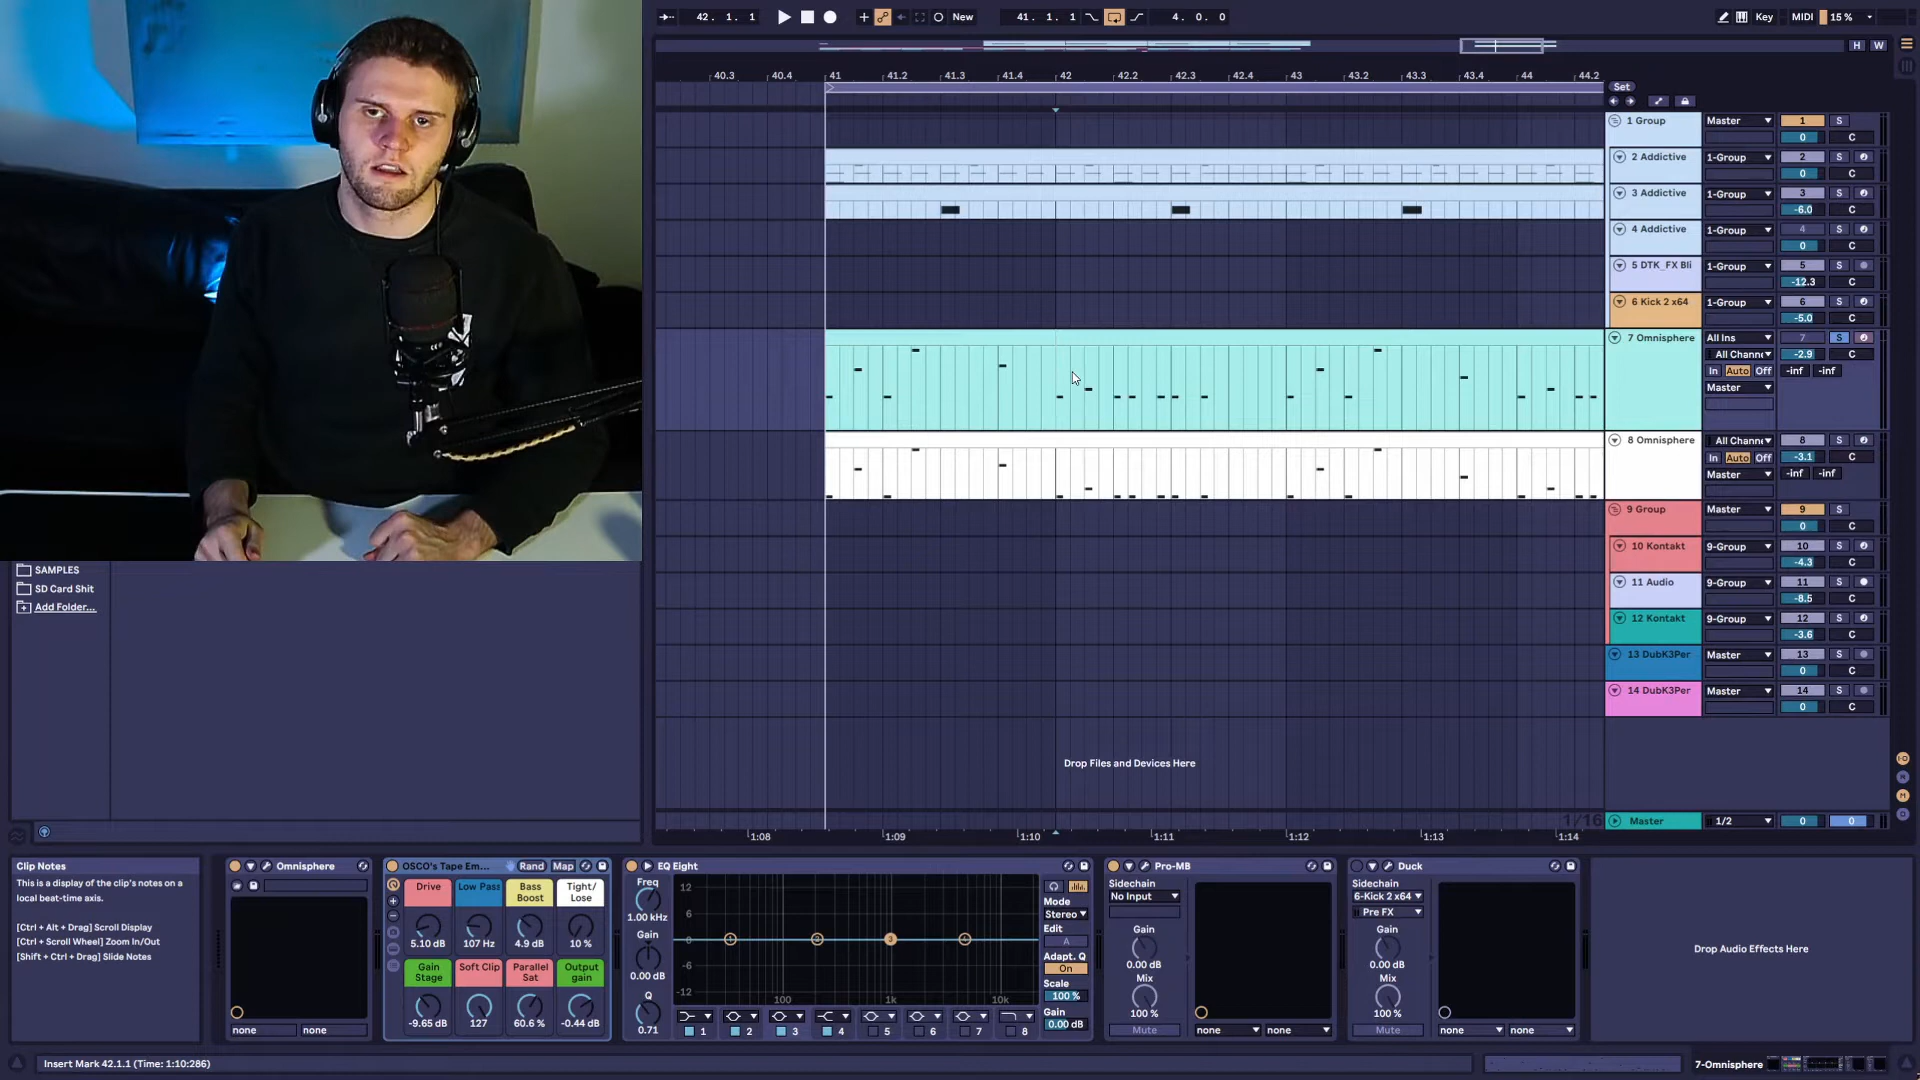 42. 1. 1
New
41. 1. 1
4. 0. 0
Key
MIDI
15 %
H
W
40.3
40.4
41
41.2
41.3
41.4
42
42.2
42.3
42.4
43
43.2
43.3
43.4
44
44.2
Set
1 Group
Master
1
S
0
C
2 Addictive
1-Group
2
S
0
C
3 Addictive
1-Group
3
S
-6.0
C
4 Addictive
1-Group
4
S
0
C
5 DTK_FX Bli
1-Group
5
S
-12.3
C
6 Kick 2 x64
1-Group
6
S
-5.0
C
7 Omnisphere
All Ins
7
S
All Channe
-2.9
C
In
Auto
Off
-inf
-inf
Master
8 Omnisphere
All Channe
8
S
-3.1
C
In
Auto
Off
-inf
-inf
Master
9 Group
Master
9
S
0
C
10 Kontakt
9-Group
10
S
-4.3
C
11 Audio
9-Group
11
S
-8.5
C
12 Kontakt
9-Group
12
S
-3.6
C
13 DubK3Per
Master
13
S
0
C
14 DubK3Per
Master
14
S
0
C
Drop Files and Devices Here
1/16
Master
1/2
0
0
1:08
1:09
1:10
1:11
1:12
1:13
1:14
SAMPLES
SD Card Shit
Add Folder...
Clip Notes
This is a display of the clip's notes on a
local beat-time axis.
[Ctrl + Alt + Drag] Scroll Display
[Ctrl + Scroll Wheel] Zoom In/Out
[Shift + Ctrl + Drag] Slide Notes
Omnisphere
none
none
OSCO's Tape Em...
Rand
Map
Drive
Low Pass
Bass
Boost
Tight/
Lose
5.10 dB
107 Hz
4.9 dB
10 %
Gain
Stage
Soft Clip
Parallel
Sat
Output
gain
-9.65 dB
127
60.6 %
-0.44 dB
EQ Eight
Freq
1.00 kHz
Gain
0.00 dB
Q
0.71
12
6
0
-6
-12
100
1k
10k
1
2
3
4
1
2
3
4
5
6
7
8
Mode
Stereo
Edit
A
Adapt. Q
On
Scale
100 %
Gain
0.00 dB
Pro-MB
Sidechain
No Input
Gain
0.00 dB
Mix
100 %
Mute
none
none
Duck
Sidechain
6-Kick 2 x64
Pre FX
Gain
0.00 dB
Mix
100 %
Mute
none
none
Drop Audio Effects Here
Insert Mark 42.1.1 (Time: 1:10:286)
7-Omnisphere